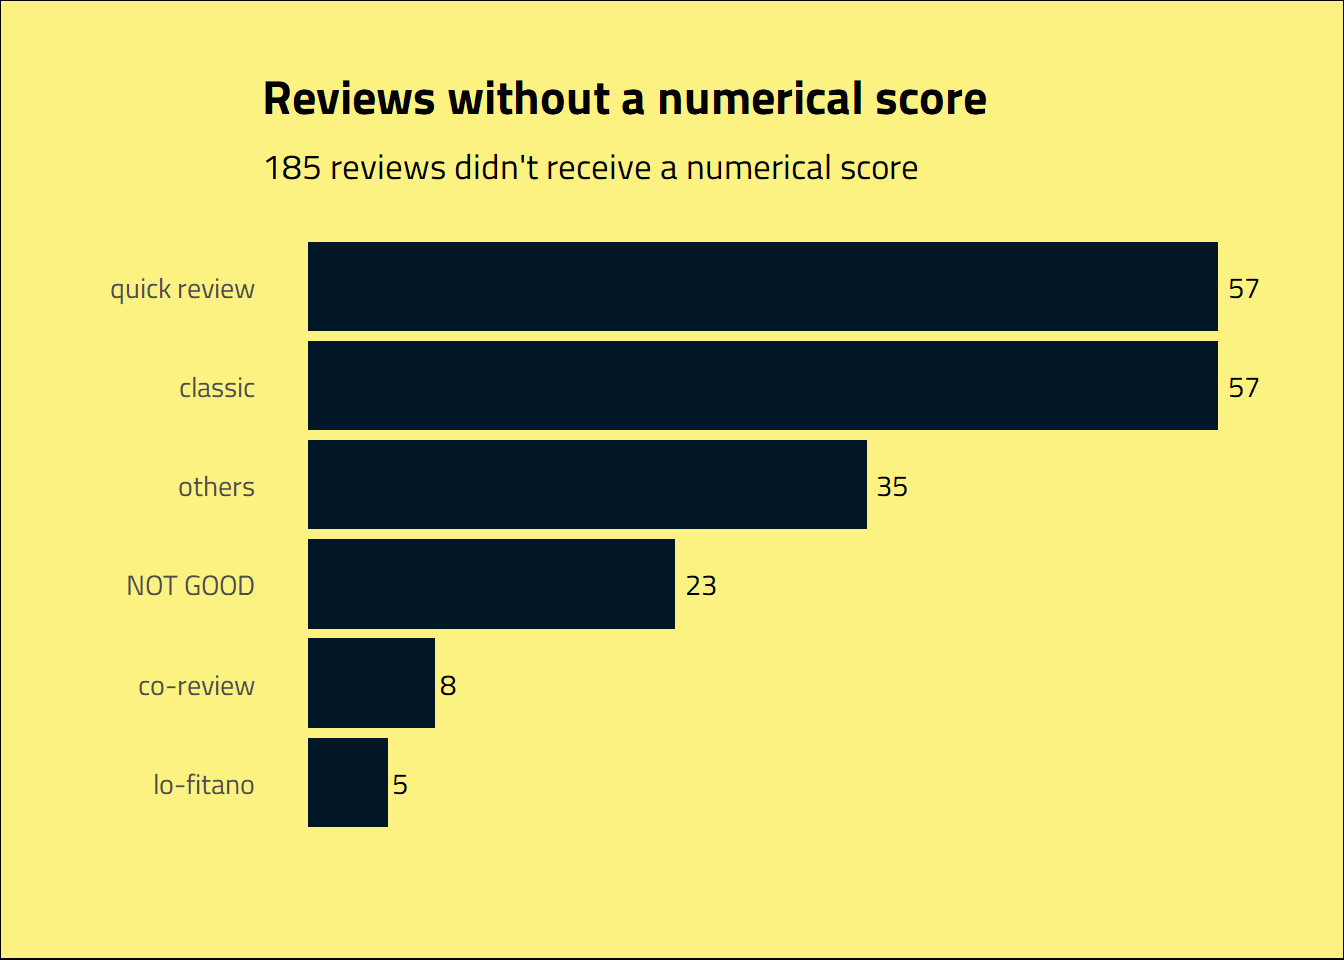 Reviews without a numerical score
185 reviews didn't receive a numerical score
quick review 57
classic 57
others 35
NOT GOOD 23
co-review 8
lo-fitano 5